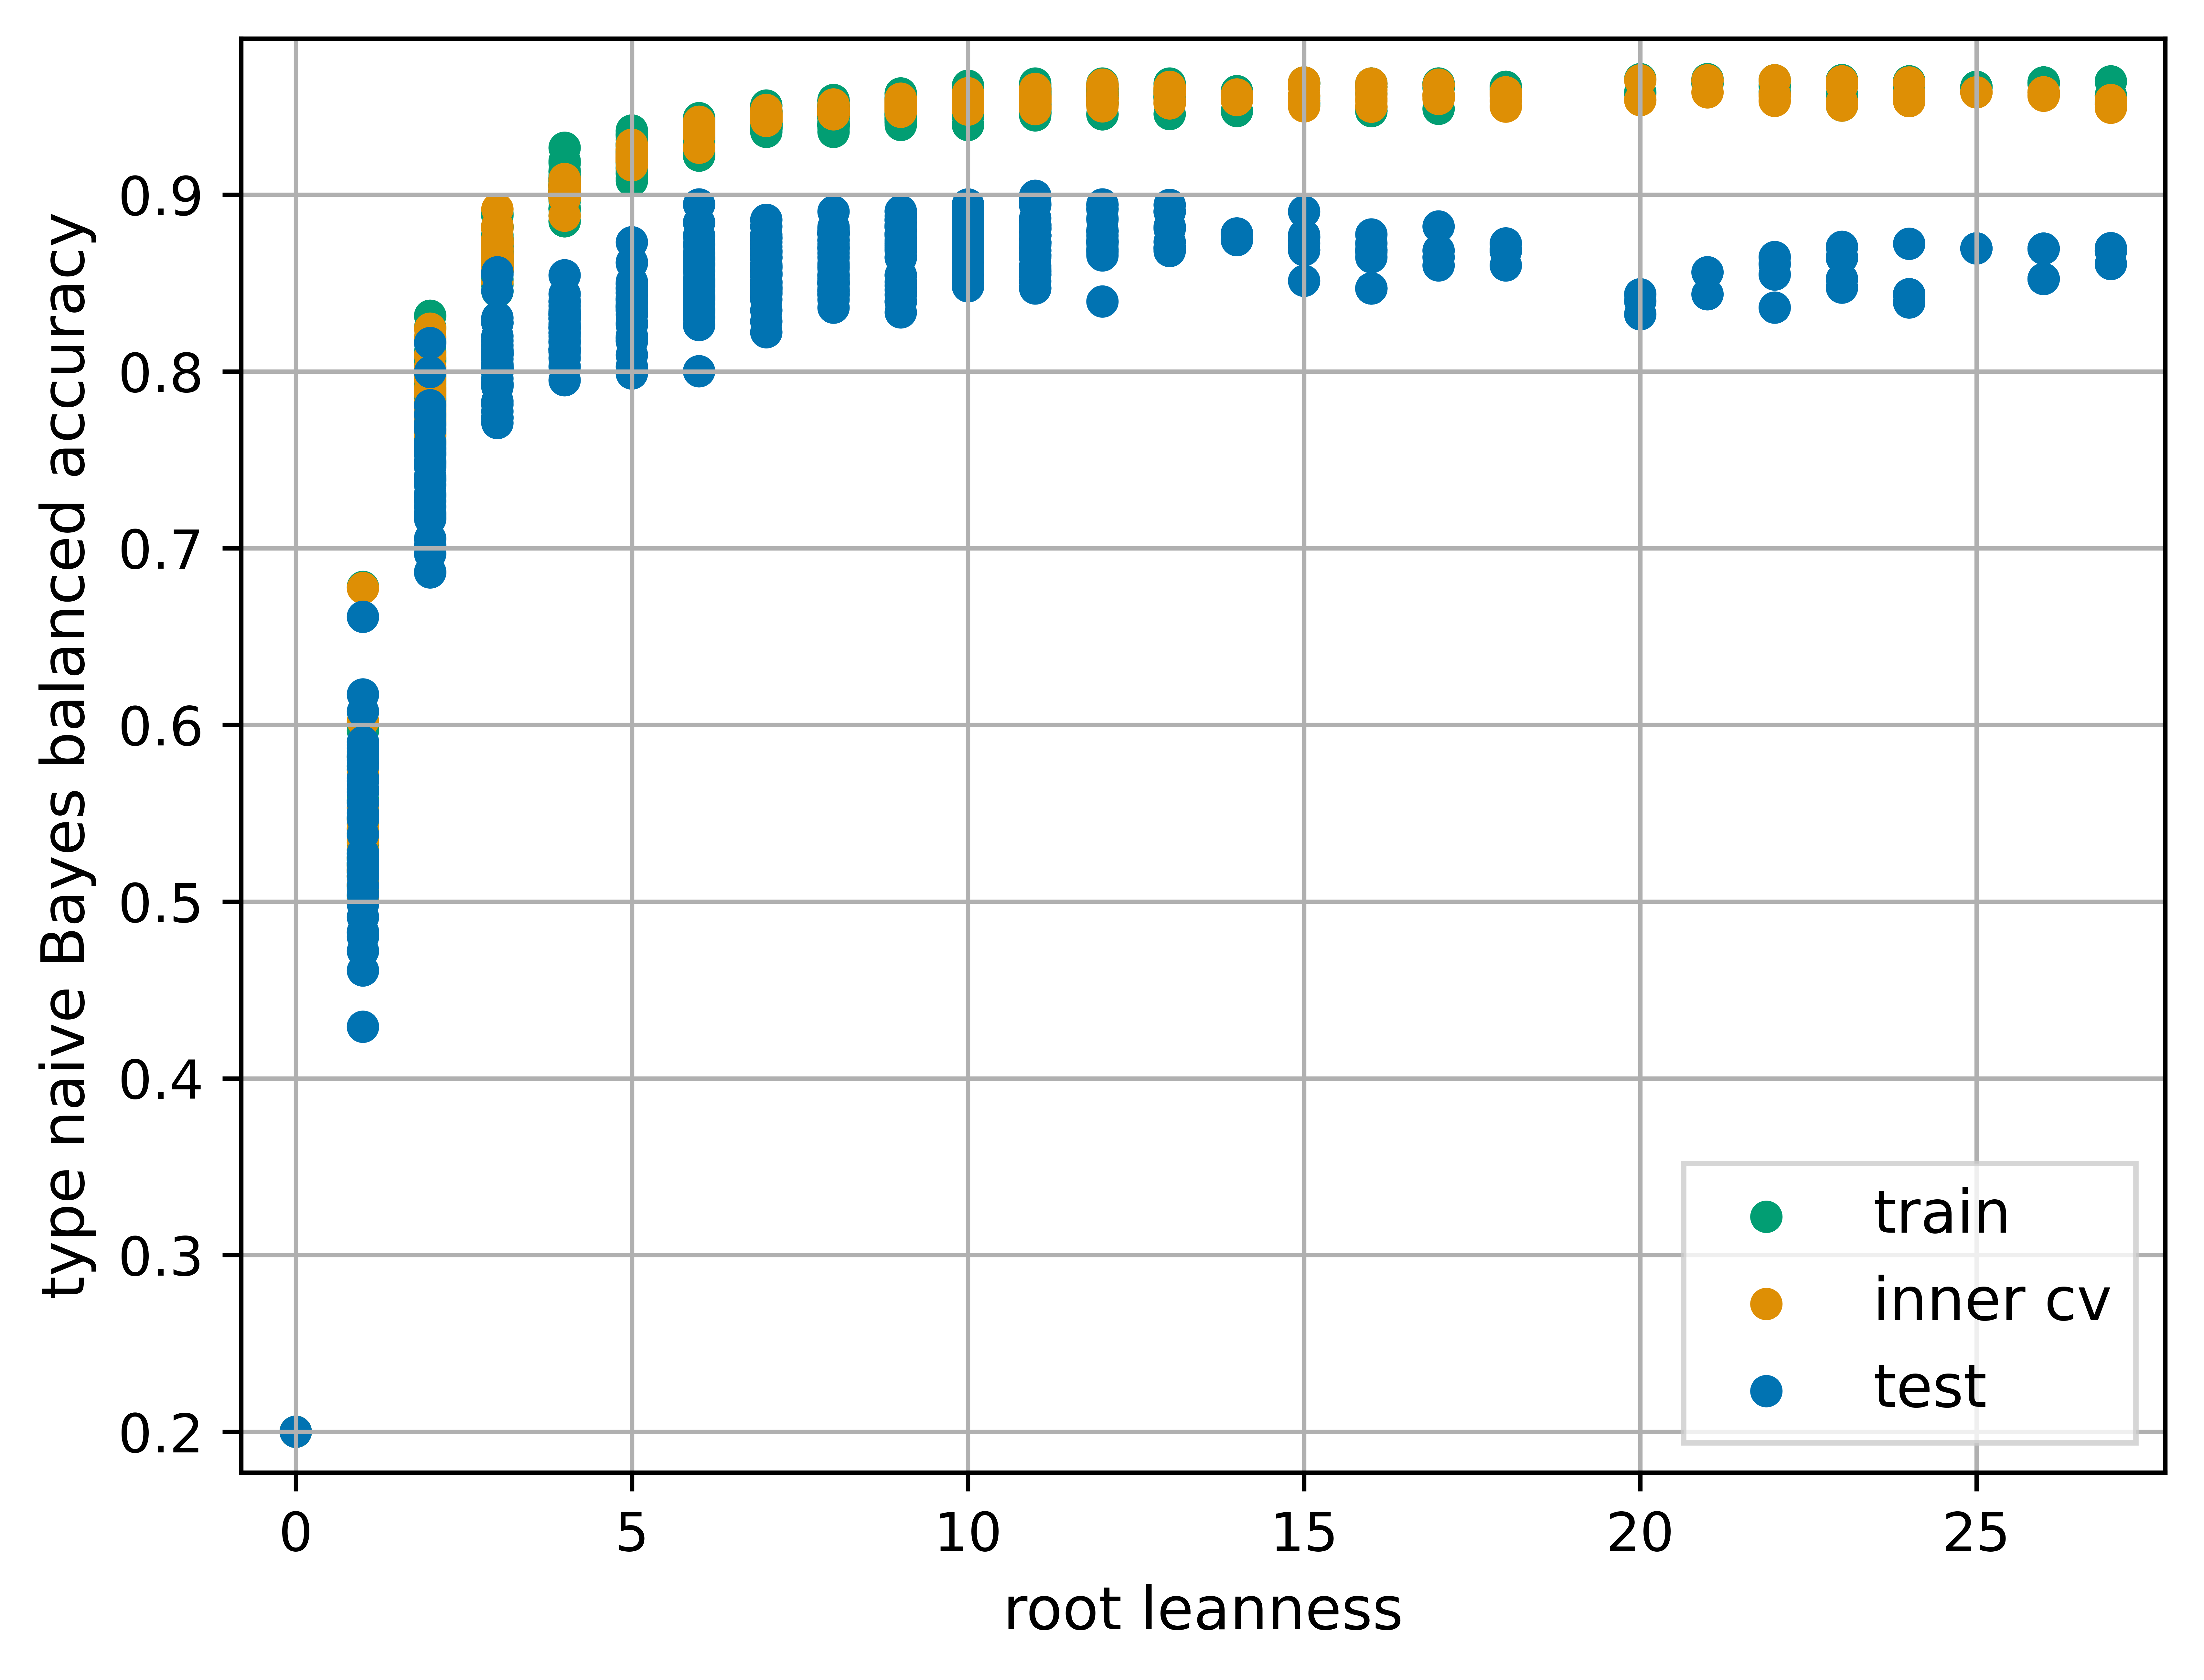 type naive Bayes balanced accuracy
0.9
0.8
0.7
0.6
0.5
0.4
0.3
0.2
train
inner cv
test
0 5 10 15 20 25
root leanness